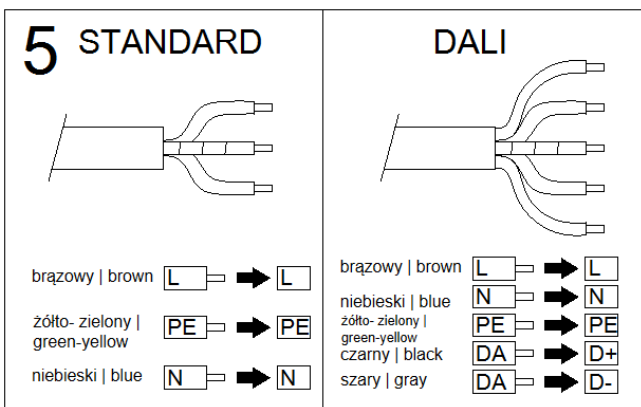 5 STANDARD
brązowy | brown L L
żółto- zielony |
green-yellow PE PE
niebieski | blue N N
DALI
brązowy | brown L L
niebieski | blue N N
żółto- zielony |
green-yellow PE PE
czarny | black DA D+
szary | gray DA D-